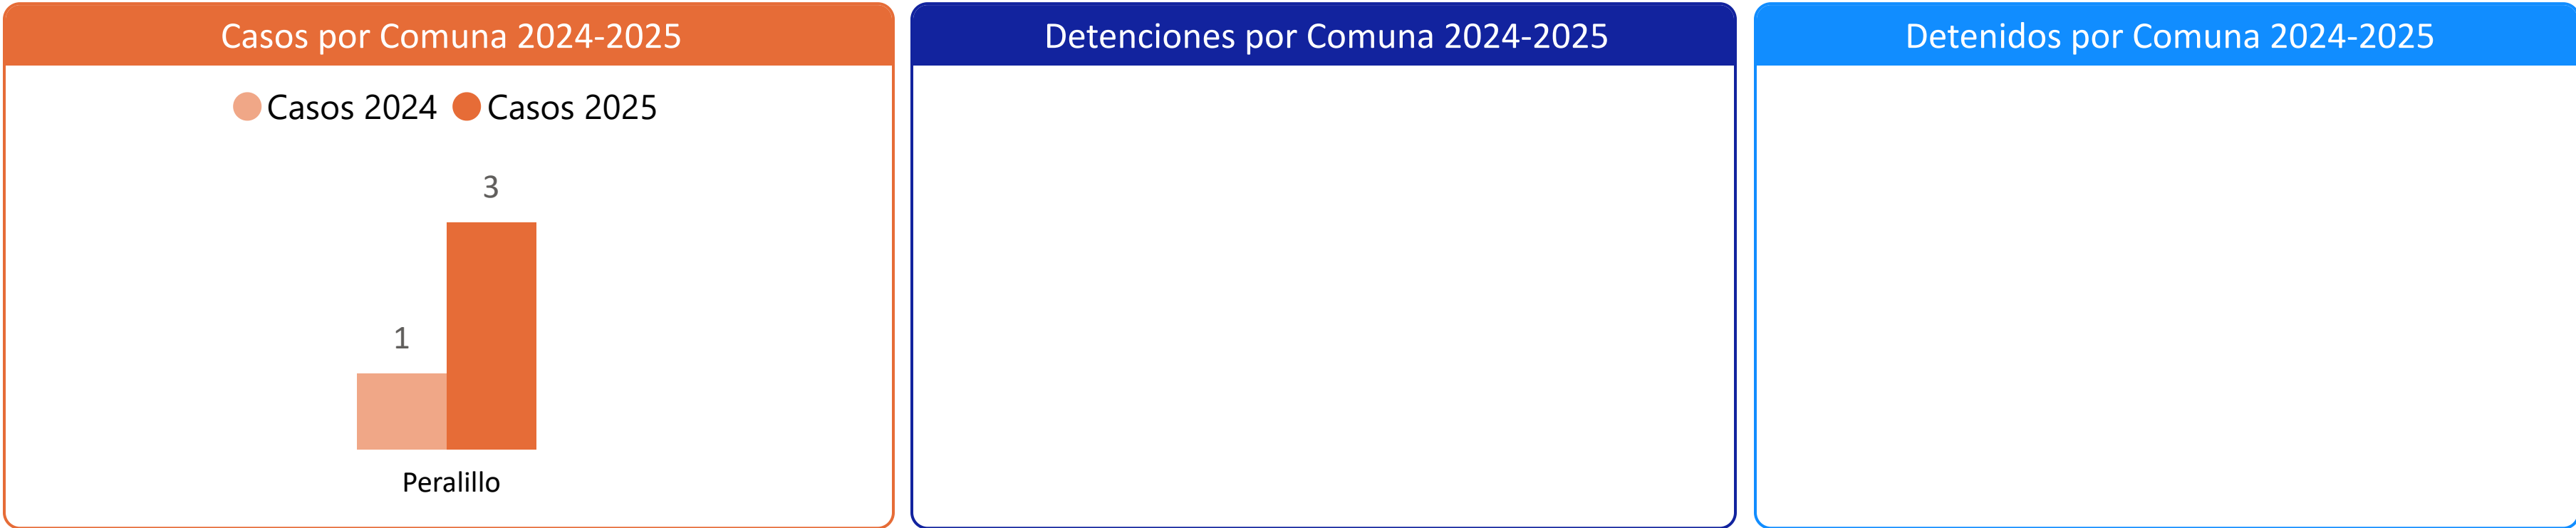 Casos por Comuna 2024-2025
Casos 2024 Casos 2025
3
1
Peralillo
Detenciones por Comuna 2024-2025
Detenidos por Comuna 2024-2025